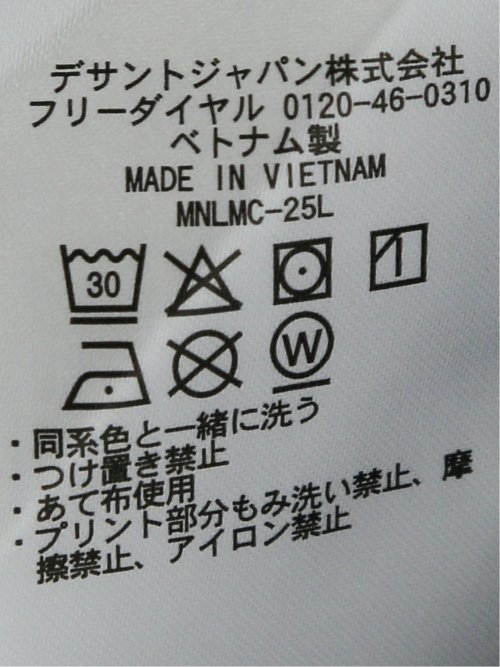 デサントジャパン株式会社
フリーダイヤル 0120-46-0310
ベトナム製
MADE IN VIETNAM
MNLMC-25L
30
W
・同系色と一緒に洗う
・つけ置き禁止
・あて布使用
・プリント部分もみ洗い禁止、摩
擦禁止、アイロン禁止